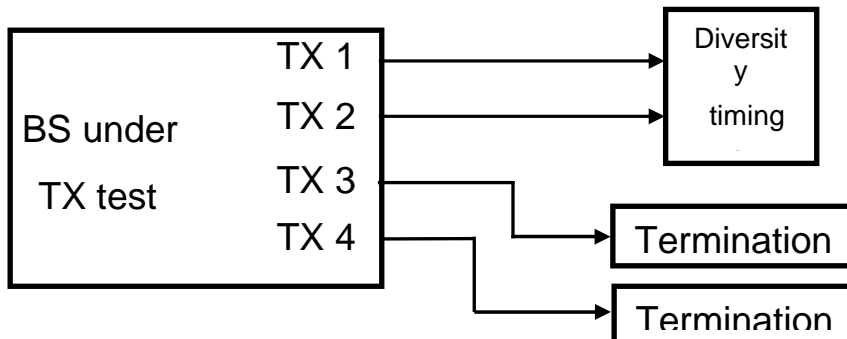 TX 1
TX 2
BS under
TX test
TX 3
TX 4
Diversit
y
timing
Termination
Termination